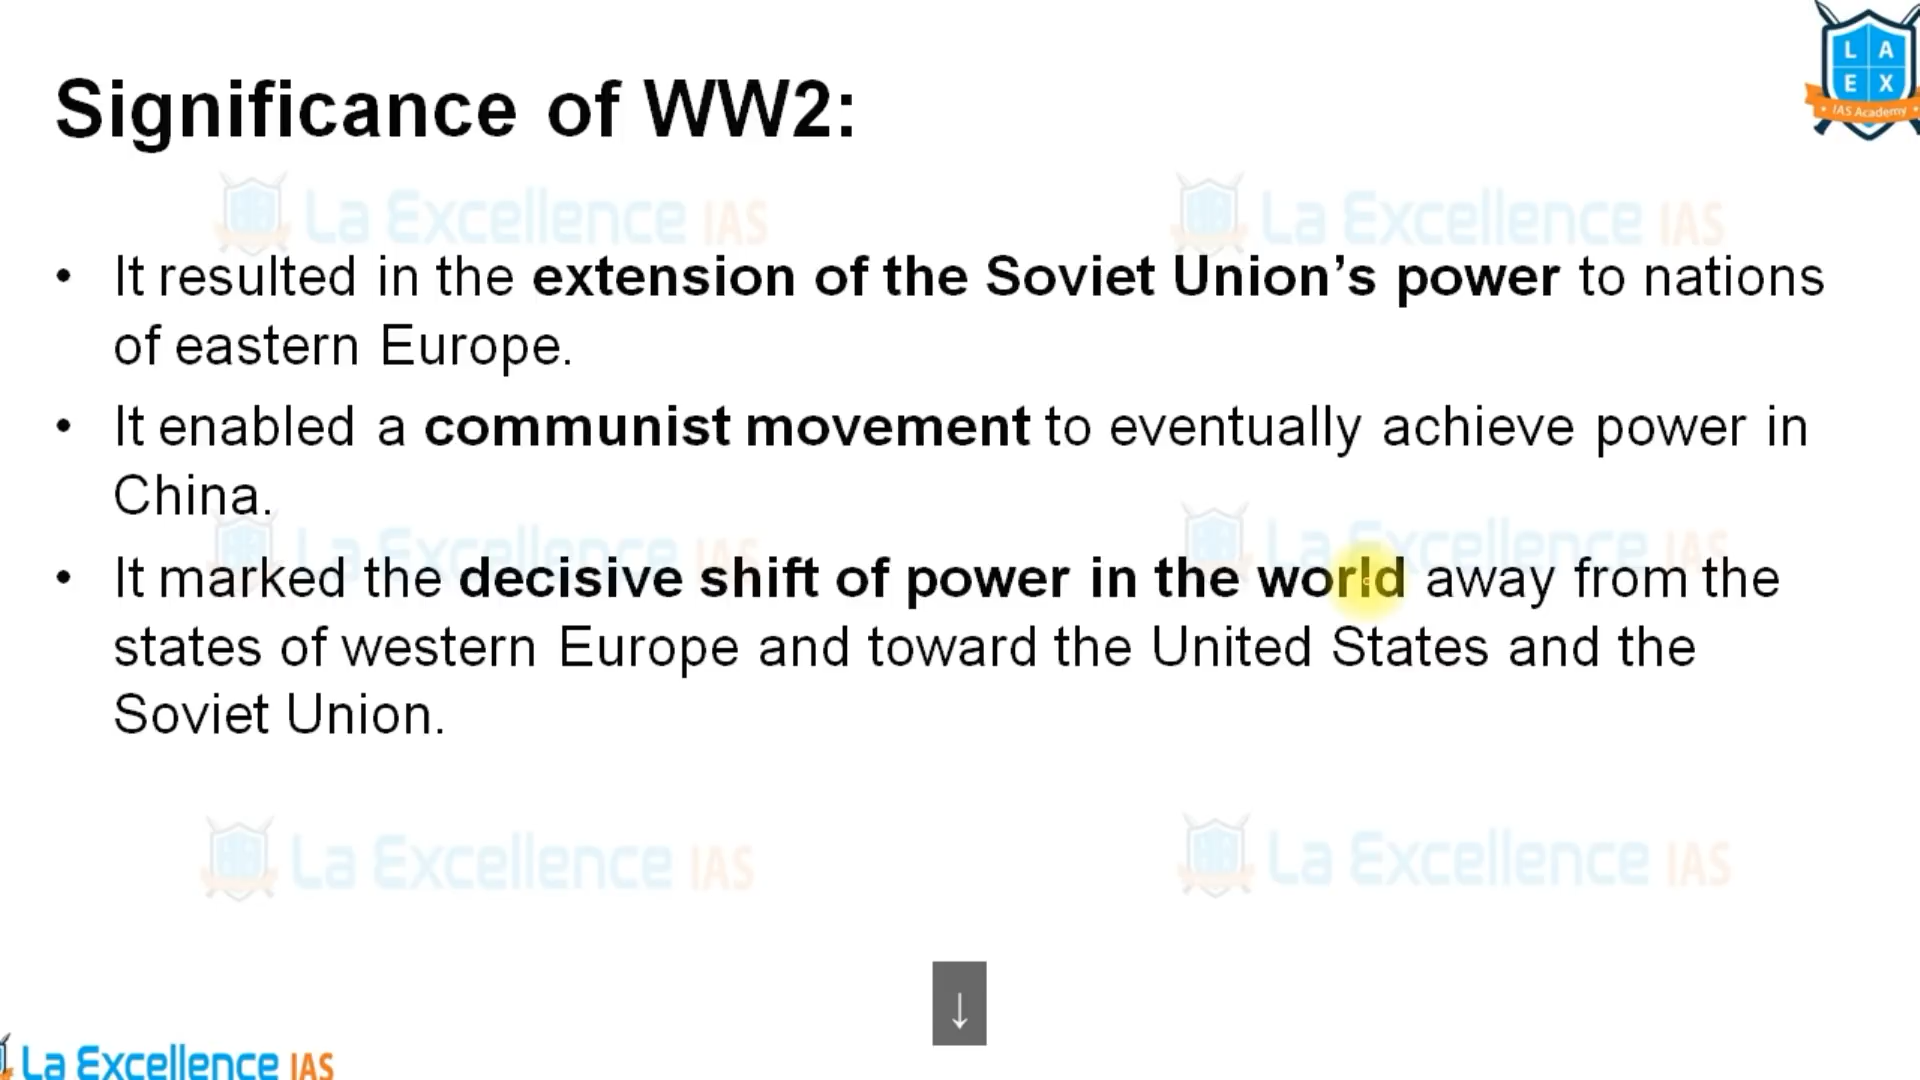 L A
E X
IAS Academy
Significance of WW2:
La Excellence IAS
La Excellence IAS
• It resulted in the extension of the Soviet Union’s power to nations
of eastern Europe.
• It enabled a communist movement to eventually achieve power in
China.
La Excellence IAS
La Excellence IAS
• It marked the decisive shift of power in the world away from the
states of western Europe and toward the United States and the
Soviet Union.
La Excellence IAS
La Excellence IAS
↓
La Excellence IAS